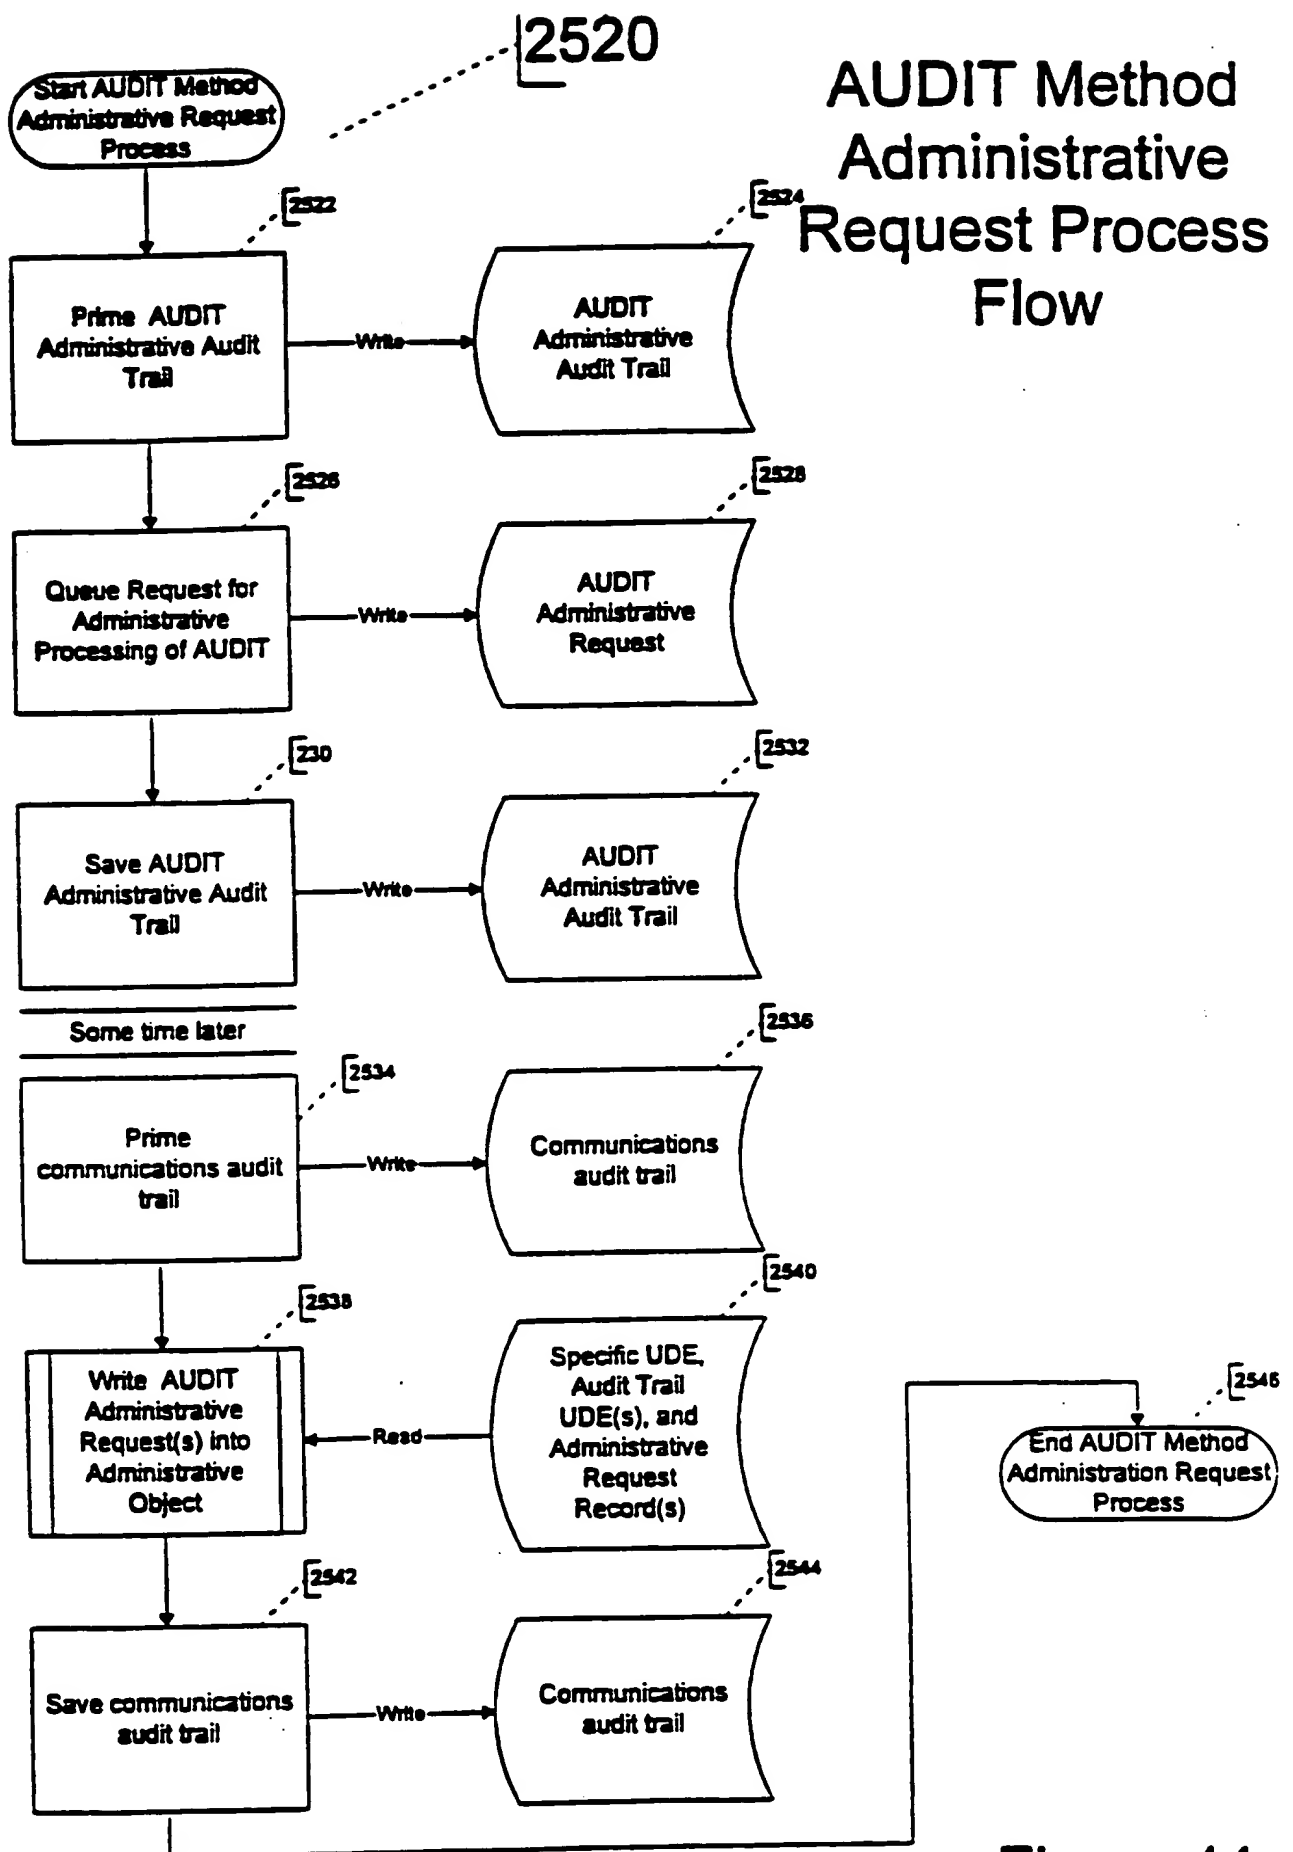 2520
AUDIT Method
Administrative
Request Process
Flow
Start AUDIT Method
Administrative Request
Process
2522
2524
Prime AUDIT
Administrative Audit
Trail
Write
AUDIT
Administrative
Audit Trail
2526
2528
Queue Request for
Administrative
Processing of AUDIT
Write
AUDIT
Administrative
Request
230
2532
Save AUDIT
Administrative Audit
Trail
Write
AUDIT
Administrative
Audit Trail
Some time later
2534
2536
Prime
communications audit
trail
Write
Communications
audit trail
2538
2540
Write AUDIT
Administrative
Request(s) into
Administrative
Object
Read
Specific UDE,
Audit Trail
UDE(s), and
Administrative
Request
Record(s)
2546
End AUDIT Method
Administration Request
Process
2542
2544
Save communications
audit trail
Write
Communications
audit trail